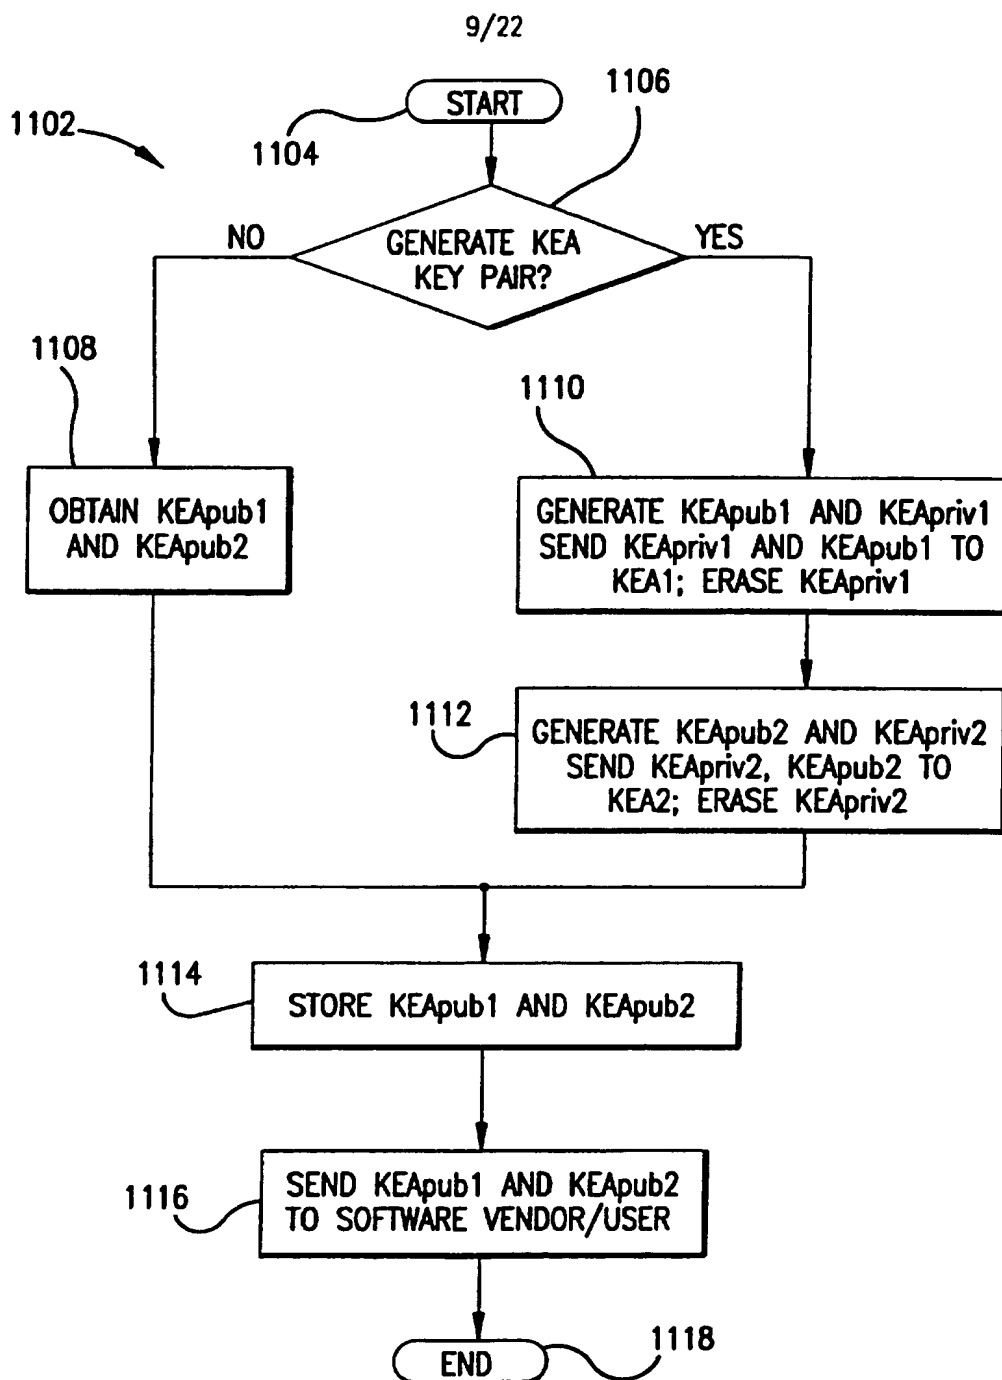 9/22
START
1106
1102
1104
NO
GENERATE KEA
KEY PAIR?
YES
1108
1110
OBTAIN KEApub1
AND KEApub2
GENERATE KEApub1 AND KEApriv1
SEND KEApriv1 AND KEApub1 TO
KEA1; ERASE KEApriv1
1112
GENERATE KEApub2 AND KEApriv2
SEND KEApriv2, KEApub2 TO
KEA2; ERASE KEApriv2
1114
STORE KEApub1 AND KEApub2
1116
SEND KEApub1 AND KEApub2
TO SOFTWARE VENDOR/USER
END
1118